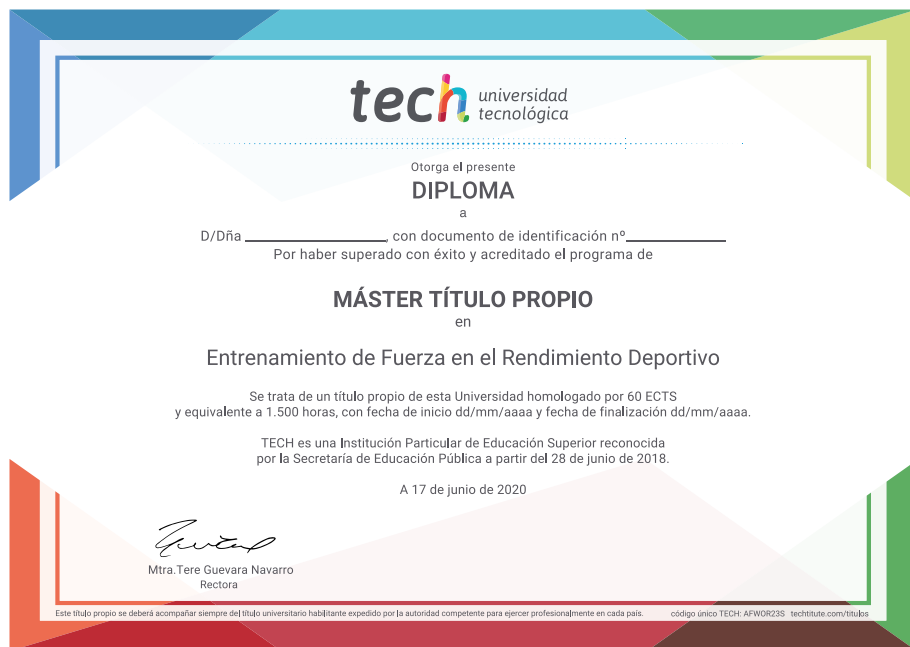 tech universidad
tecnológica
Otorga el presente
DIPLOMA
a
D/Dña ____________, con documento de identificación nº____________
Por haber superado con éxito y acreditado el programa de
MÁSTER TÍTULO PROPIO
en
Entrenamiento de Fuerza en el Rendimiento Deportivo
Se trata de un título propio de esta Universidad homologado por 60 ECTS
y equivalente a 1.500 horas, con fecha de inicio dd/mm/aaaa y fecha de finalización dd/mm/aaaa.
TECH es una Institución Particular de Educación Superior reconocida
por la Secretaría de Educación Pública a partir del 28 de junio de 2018.
A 17 de junio de 2020
Mtra.Tere Guevara Navarro
Rectora
Este título propio se deberá acompañar siempre del título universitario habilitante expedido por la autoridad competente para ejercer profesionalmente en cada país. código único TECH: AFWOR23S techtitute.com/titulos